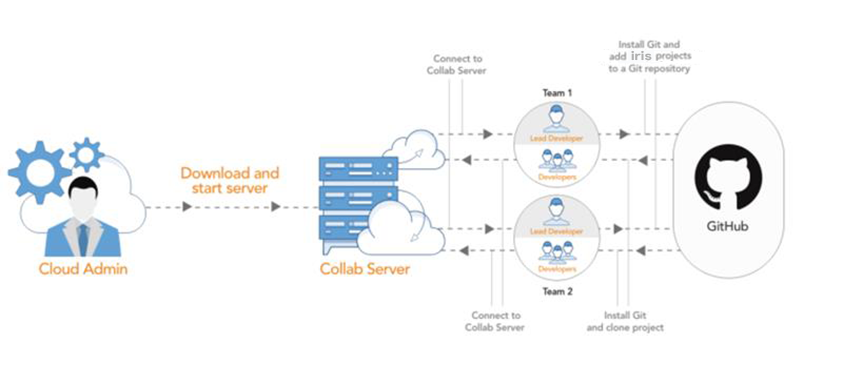 Install Git and
add iris projects
to a Git repository
Connect to
Collab Server
Team 1
Lead Developer
Developers
Download and
start server
GitHub
Lead Developer
Developers
Cloud Admin
Collab Server
Team 2
Connect to
Collab Server
Install Git
and clone project